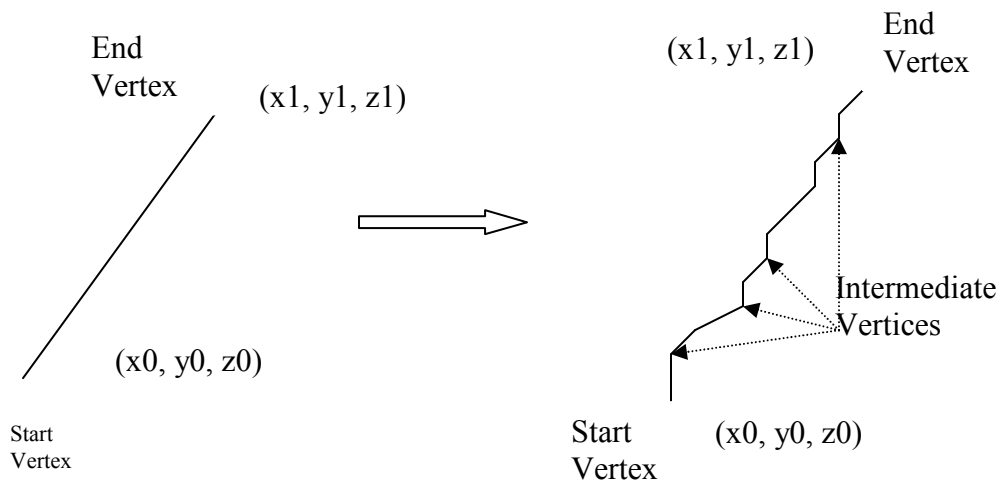 End
Vertex
(x1, y1, z1)
(x0, y0, z0)
Start
Vertex
End
Vertex
(x1, y1, z1)
Intermediate
Vertices
Start
Vertex
(x0, y0, z0)